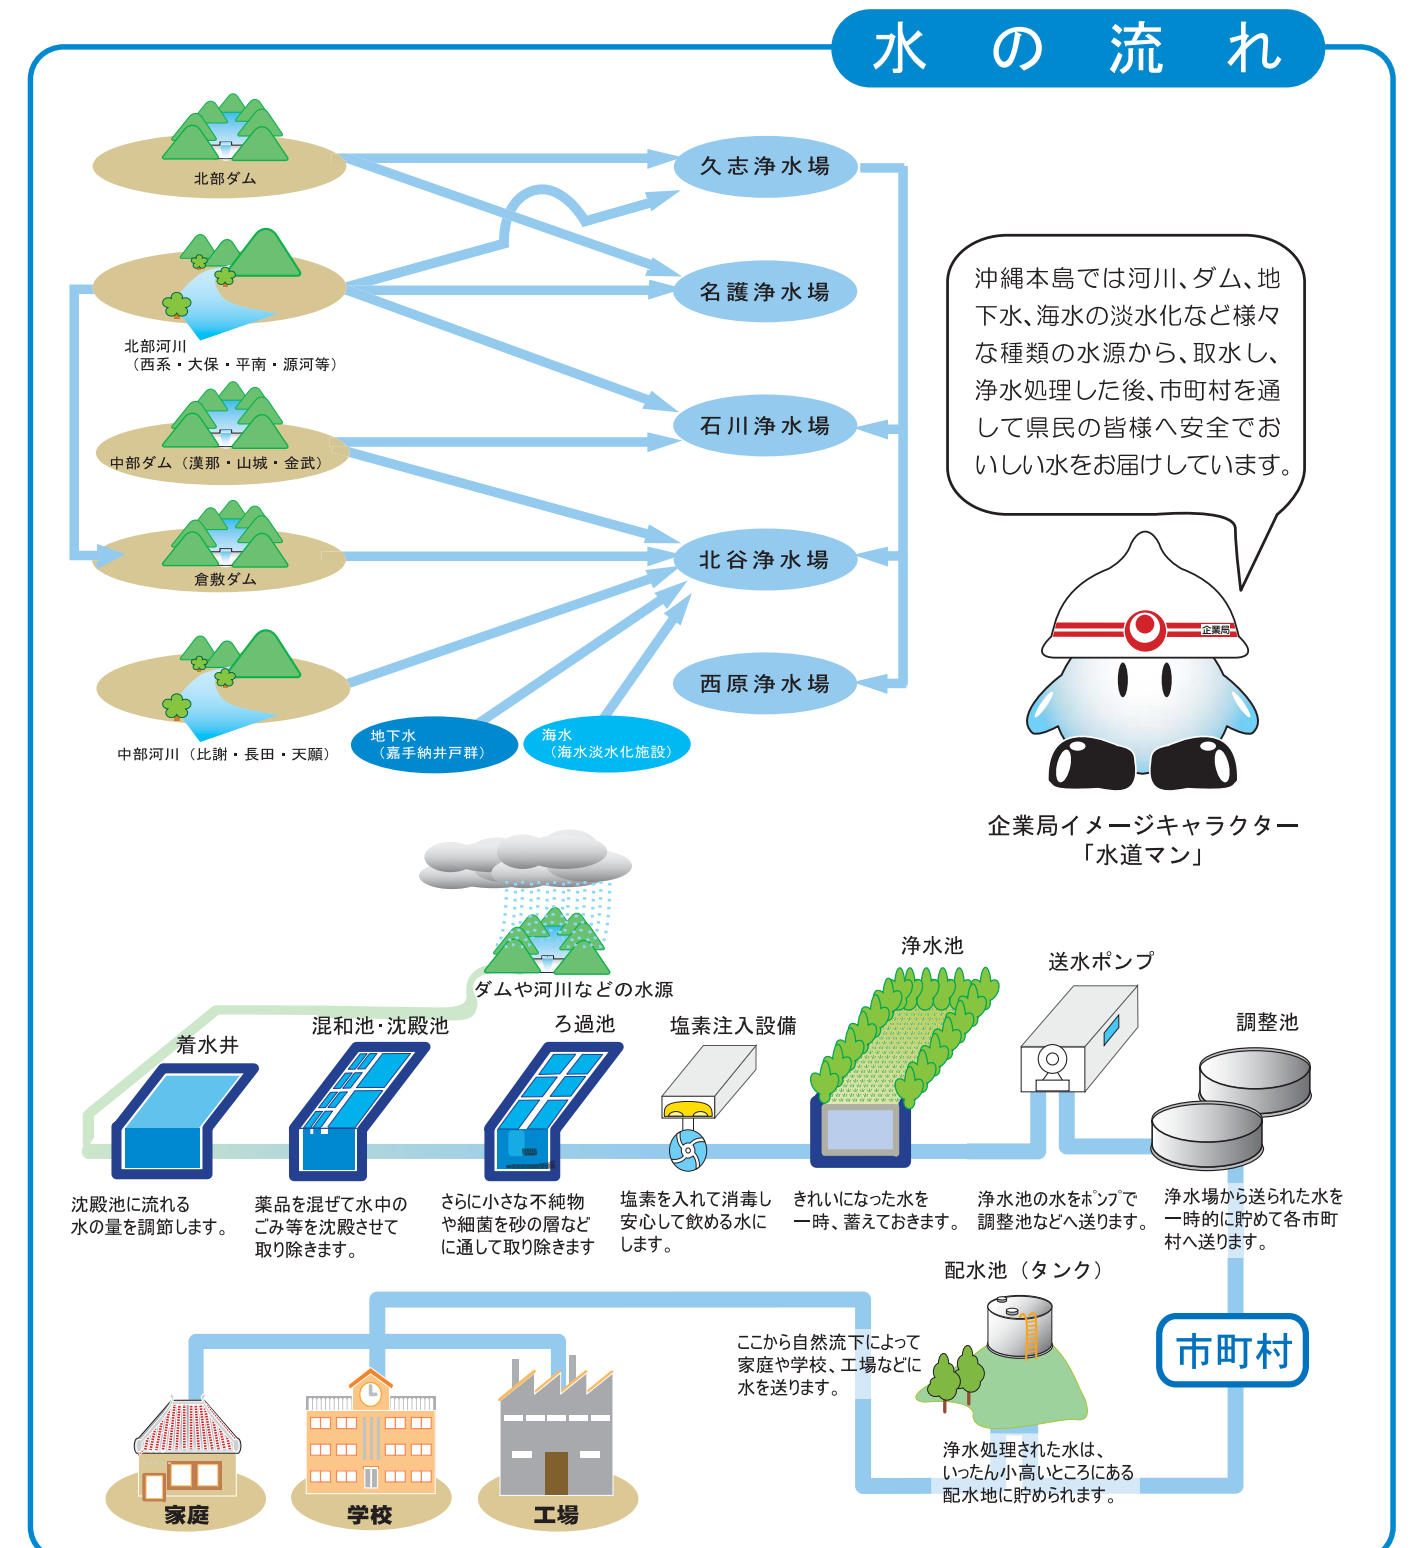 水の流れ
北部ダム
久志浄水場
北部河川
（西系・大保・平南・源河等）
名護浄水場
中部ダム（漢那・山城・金武）
石川浄水場
倉敷ダム
北谷浄水場
中部河川（比謝・長田・天願）
西原浄水場
地下水
（嘉手納井戸群）
海水
（海水淡水化施設）
沖縄本島では河川、ダム、地
下水、海水の淡水化など様々
な種類の水源から、取水し、
浄水処理した後、市町村を通
して県民の皆様へ安全でお
いしい水をお届けしています。
企業局
企業局イメージキャラクター
「水道マン」
ダムや河川などの水源
着水井
沈殿池に流れる
水の量を調節します。
混和池・沈殿池
薬品を混ぜて水中の
ごみ等を沈殿させて
取り除きます。
ろ過池
さらに小さな不純物
や細菌を砂の層など
に通して取り除きます
塩素注入設備
塩素を入れて消毒し
安心して飲める水に
します。
浄水池
きれいになった水を
一時、蓄えておきます。
送水ポンプ
浄水池の水をポンプで
調整池などへ送ります。
調整池
浄水場から送られた水を
一時的に貯めて各市町
村へ送ります。
市町村
配水池（タンク）
浄水処理された水は、
いったん小高いところにある
配水地に貯められます。
ここから自然流下によって
家庭や学校、工場などに
水を送ります。
家庭
学校
工場